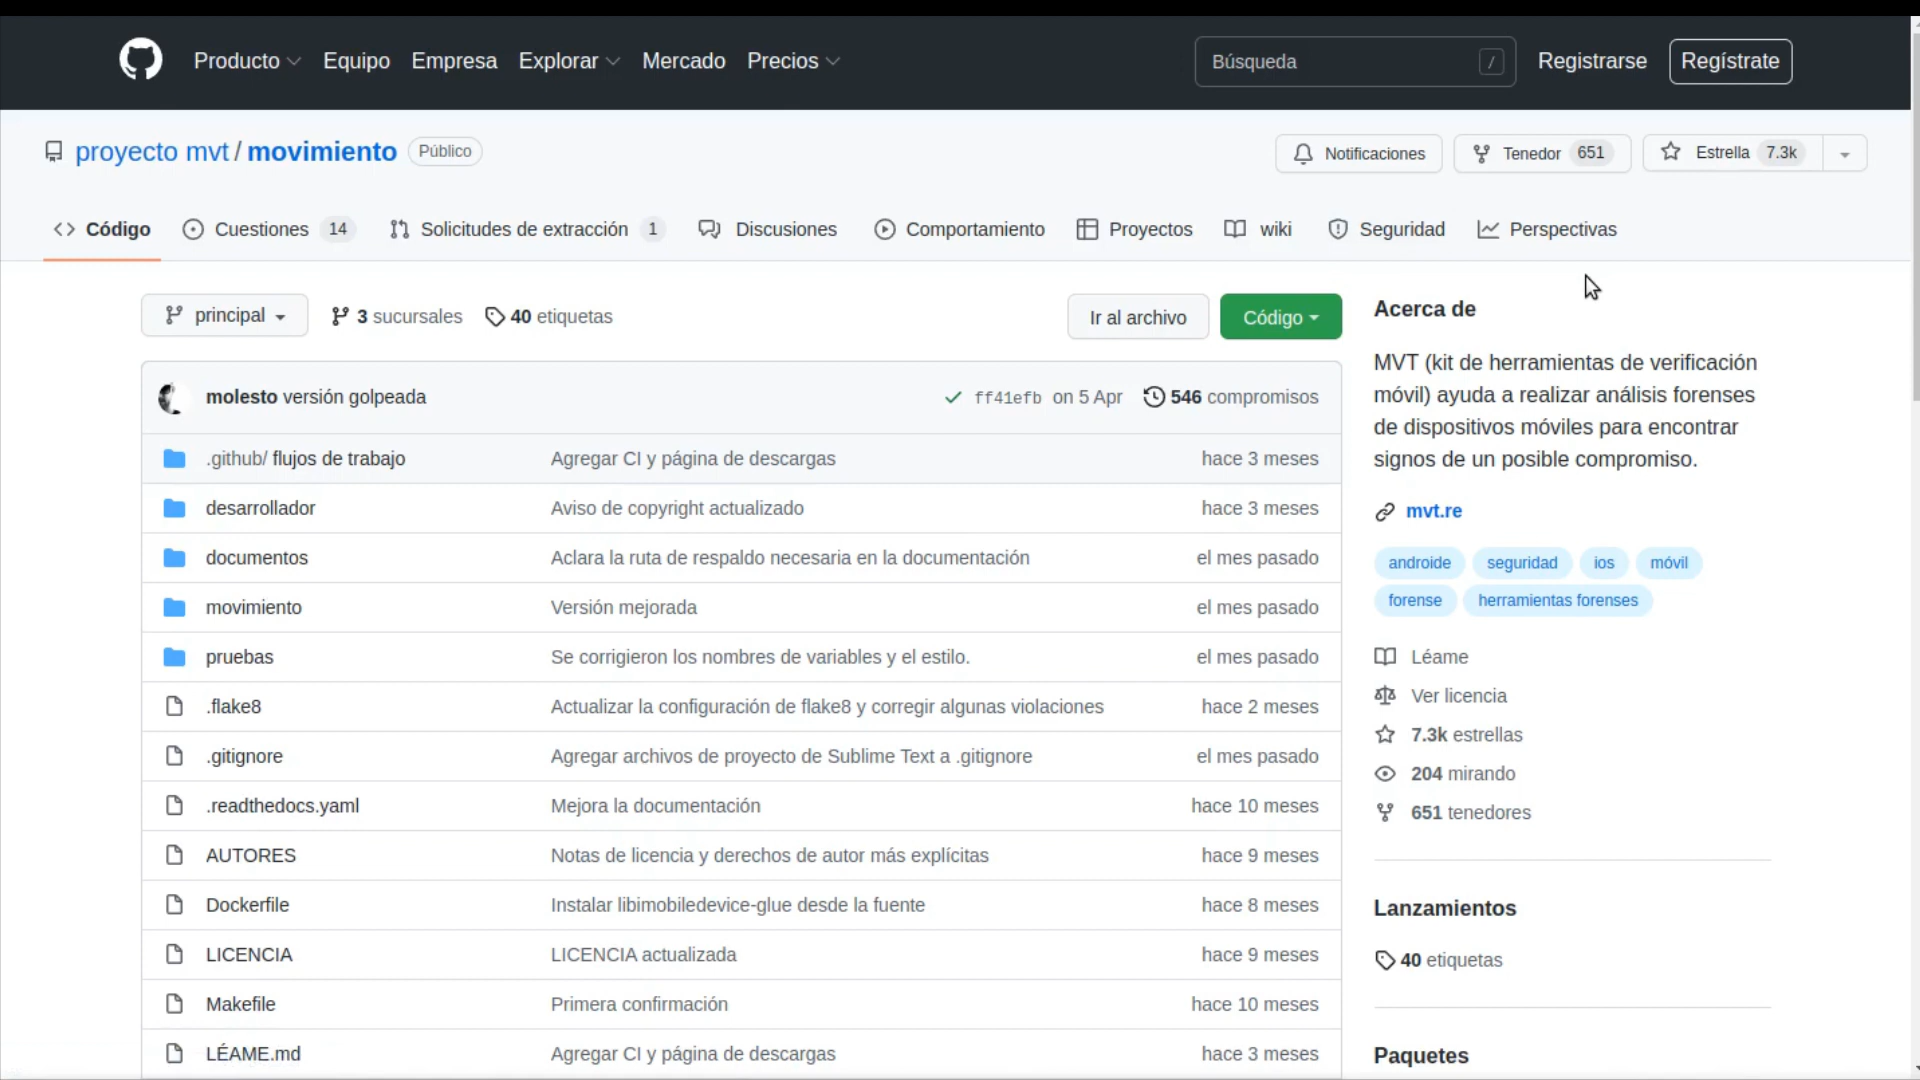 Producto Equipo Empresa Explorar Mercado Precios Búsqueda / Registrarse Regístrate
proyecto mvt / movimiento Público Notificaciones Tenedor 651 Estrella 7.3k
Código Cuestiones 14 Solicitudes de extracción 1 Discusiones Comportamiento Proyectos wiki Seguridad Perspectivas
principal 3 sucursales 40 etiquetas Ir al archivo Código
molesto versión golpeada ff41efb on 5 Apr 546 compromisos
.github/ flujos de trabajo Agregar CI y página de descargas hace 3 meses
desarrollador Aviso de copyright actualizado hace 3 meses
documentos Aclara la ruta de respaldo necesaria en la documentación el mes pasado
movimiento Versión mejorada el mes pasado
pruebas Se corrigieron los nombres de variables y el estilo. el mes pasado
.flake8 Actualizar la configuración de flake8 y corregir algunas violaciones hace 2 meses
.gitignore Agregar archivos de proyecto de Sublime Text a .gitignore el mes pasado
.readthedocs.yaml Mejora la documentación hace 10 meses
AUTORES Notas de licencia y derechos de autor más explícitas hace 9 meses
Dockerfile Instalar libimobiledevice-glue desde la fuente hace 8 meses
LICENCIA LICENCIA actualizada hace 9 meses
Makefile Primera confirmación hace 10 meses
LÉAME.md Agregar CI y página de descargas hace 3 meses
Acerca de
MVT (kit de herramientas de verificación
móvil) ayuda a realizar análisis forenses
de dispositivos móviles para encontrar
signos de un posible compromiso.
mvt.re
androide seguridad ios móvil
forense herramientas forenses
Léame
Ver licencia
7.3k estrellas
204 mirando
651 tenedores
Lanzamientos
40 etiquetas
Paquetes